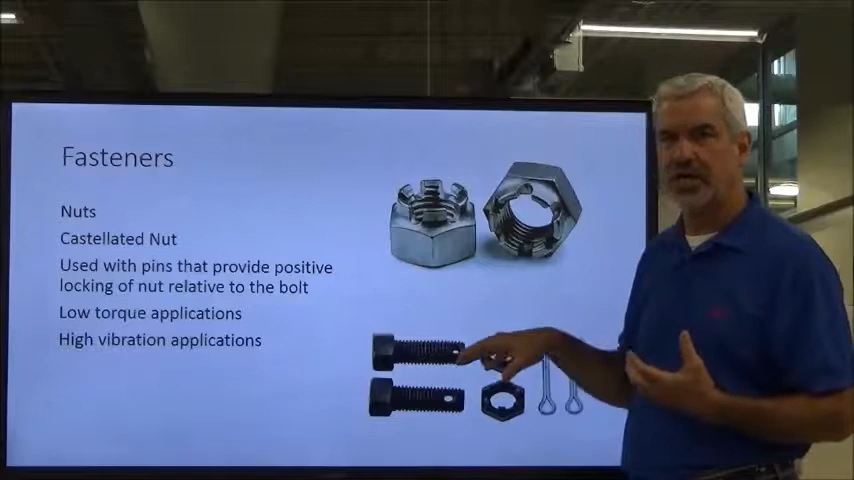 Fasteners
Nuts
Castellated Nut
Used with pins that provide positive
locking of nut relative to the bolt
Low torque applications
High vibration applications